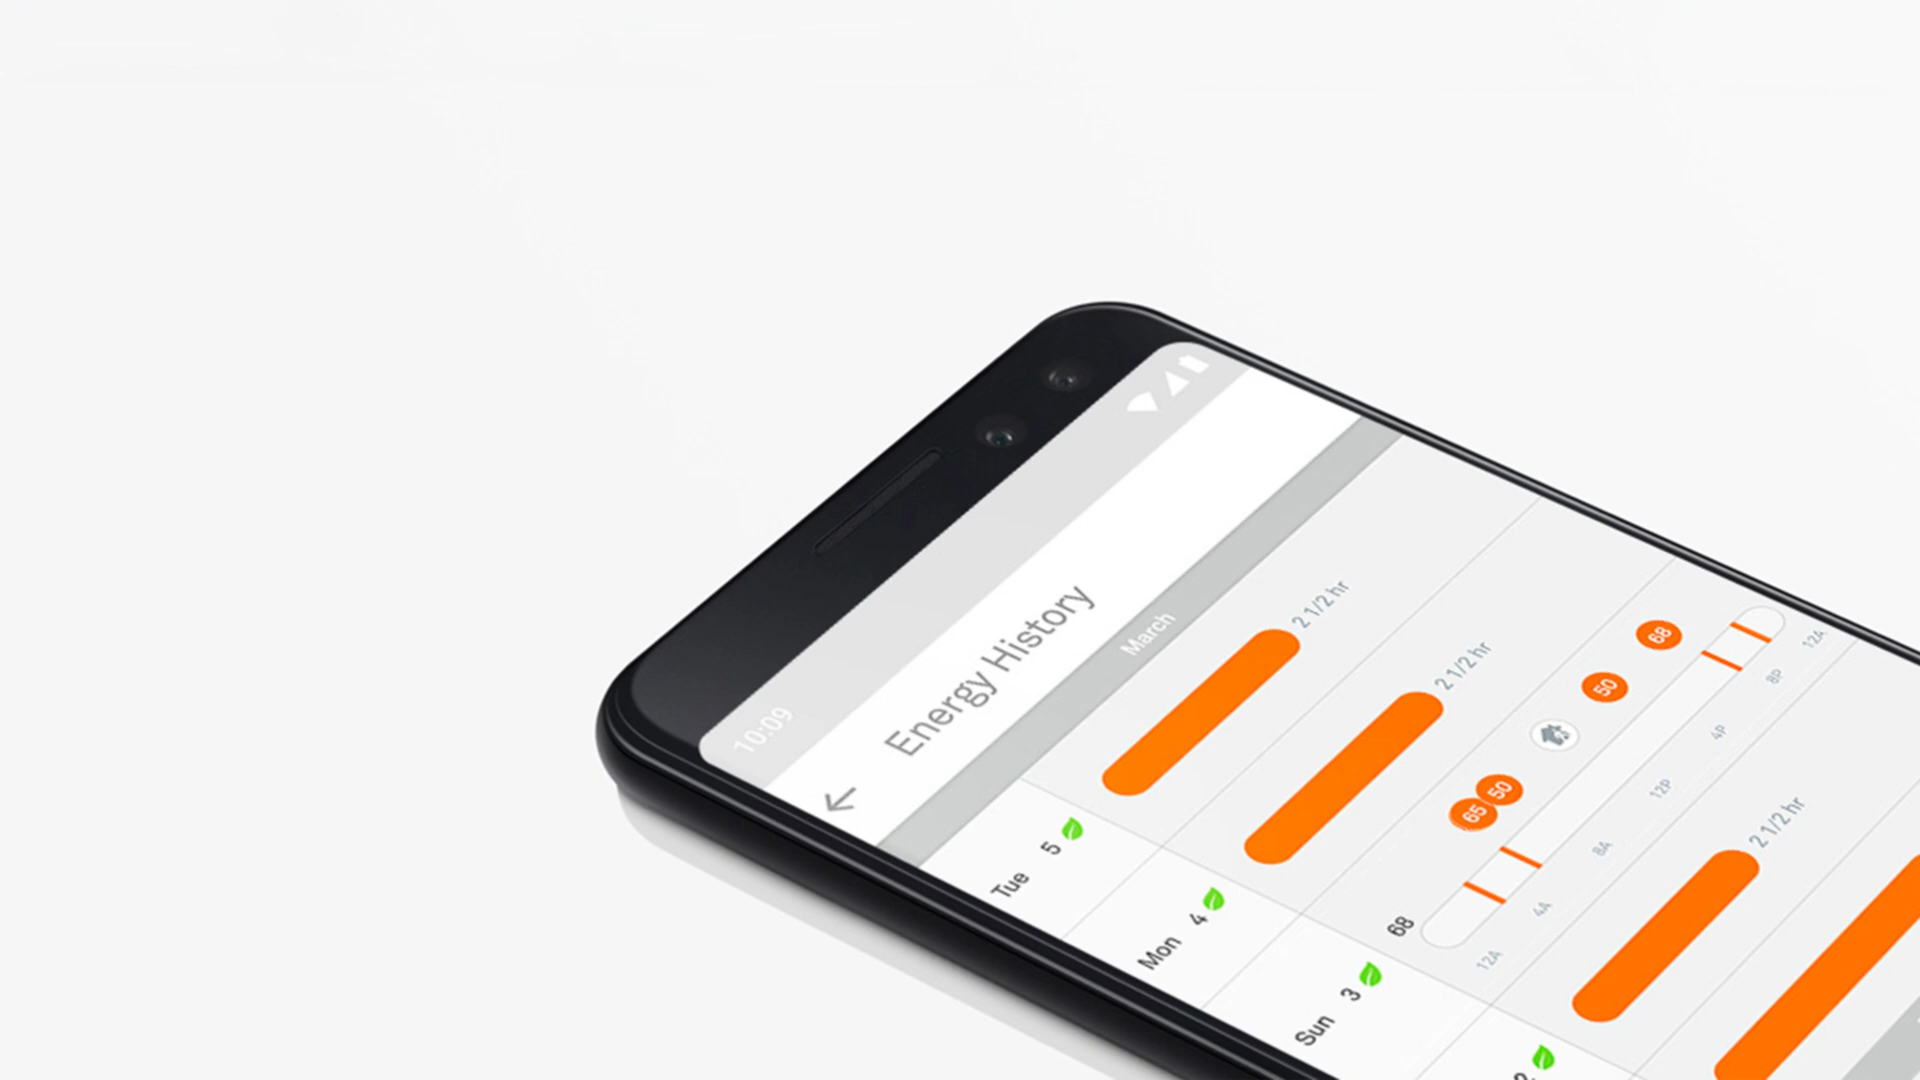 10:09
Energy History
March
Tue 5
2 1/2 hr
Mon 4
2 1/2 hr
Sun 3
68 50 65 50
68
12A 4A 8A 12P 4P 8P 12A
2
2 1/2 hr